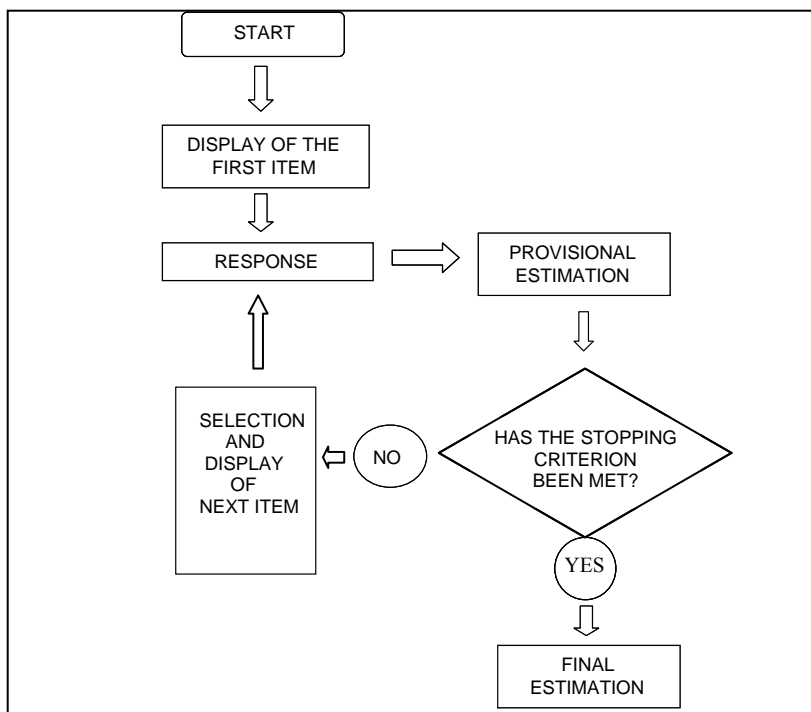 START
DISPLAY OF THE
FIRST ITEM
RESPONSE
PROVISIONAL
ESTIMATION
HAS THE STOPPING
CRITERION
BEEN MET?
NO
SELECTION
AND
DISPLAY
OF
NEXT ITEM
YES
FINAL
ESTIMATION